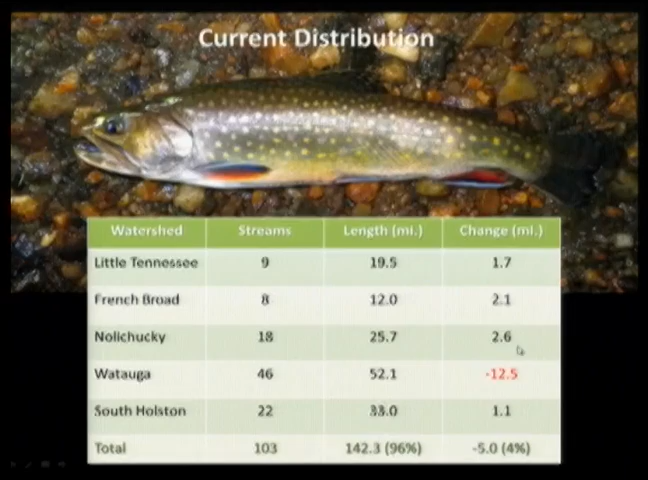 Current Distribution
Watershed Streams Length (mi.) Change (mi.)
Little Tennessee 9 19.5 1.7
French Broad 8 12.0 2.1
Nolichucky 18 25.7 2.6
Watauga 46 52.1 -12.5
South Holston 22 33.0 1.1
Total 103 142.3 (96%) -5.0 (4%)